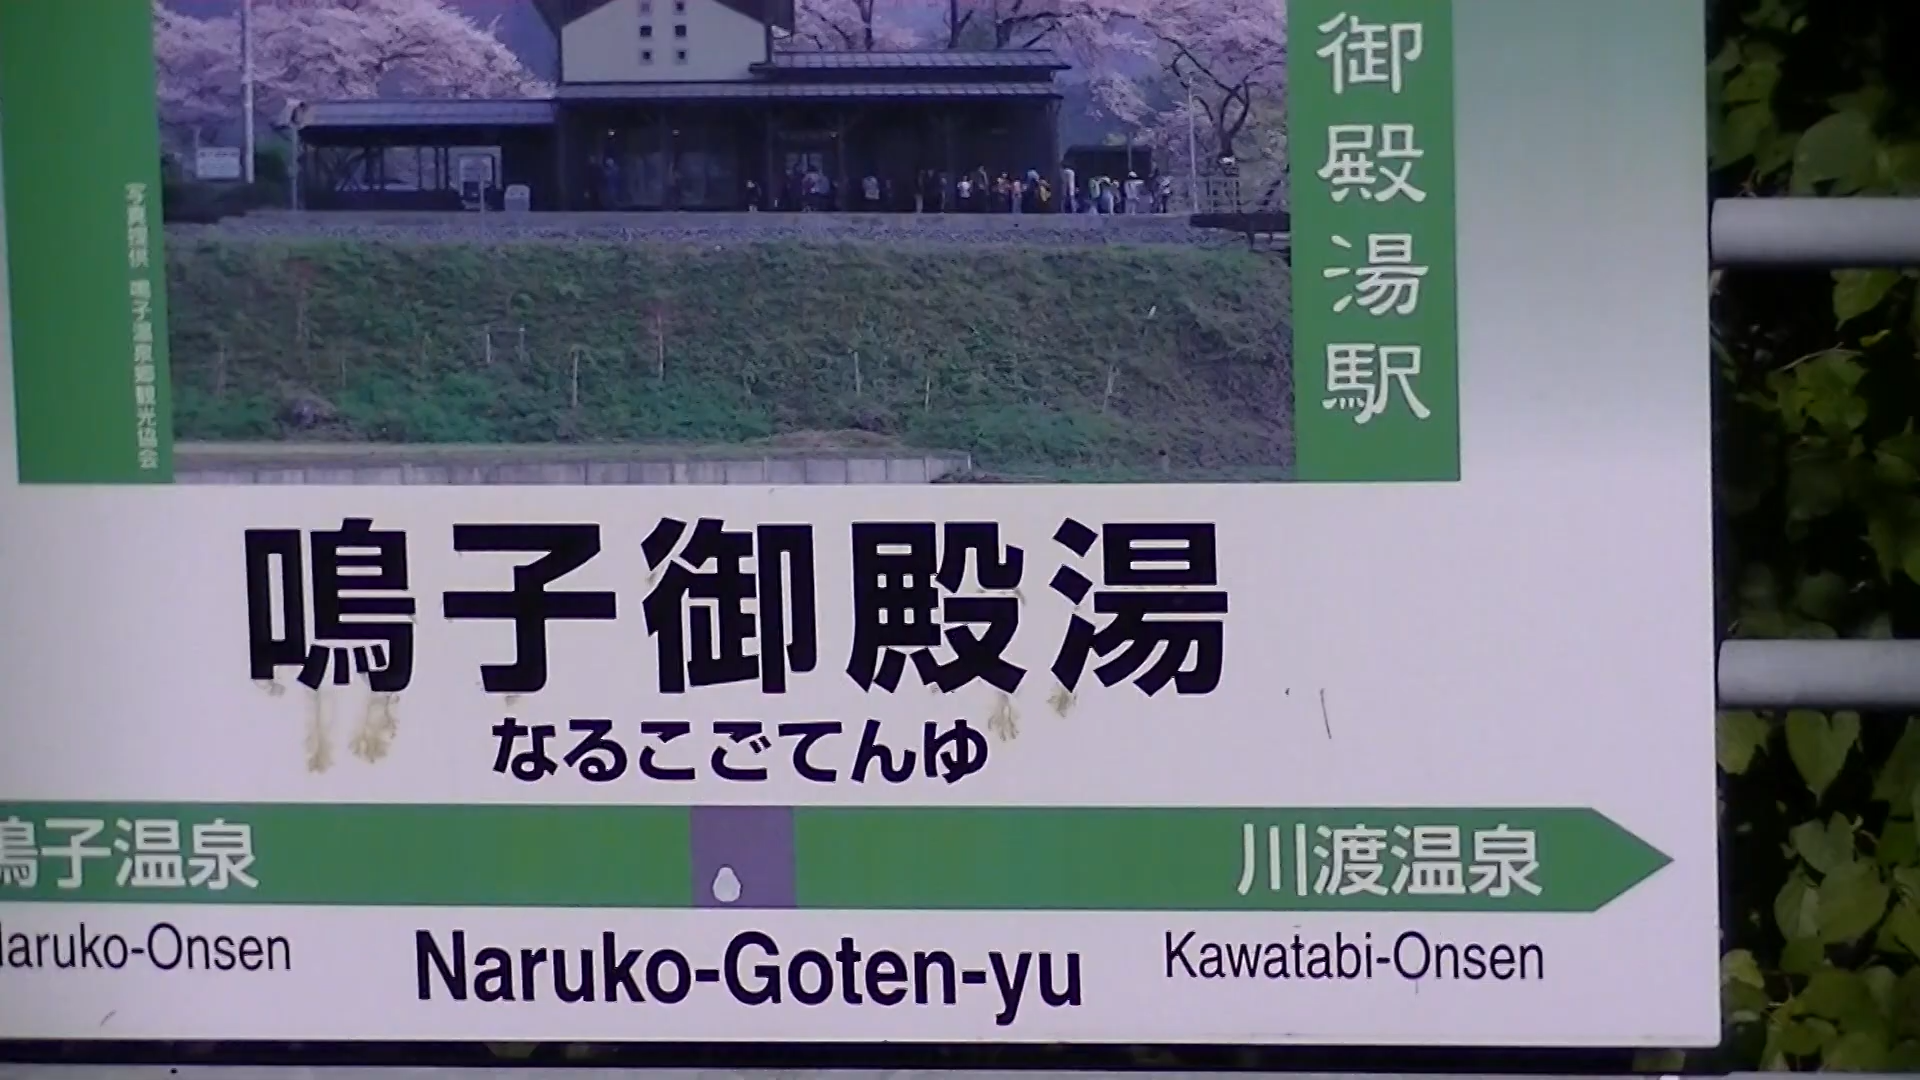 御殿湯駅
写真提供 鳴子温泉郷観光協会
鳴子御殿湯
なるこごてんゆ
鳴子温泉
川渡温泉
Naruko-Onsen
Naruko-Goten-yu
Kawatabi-Onsen